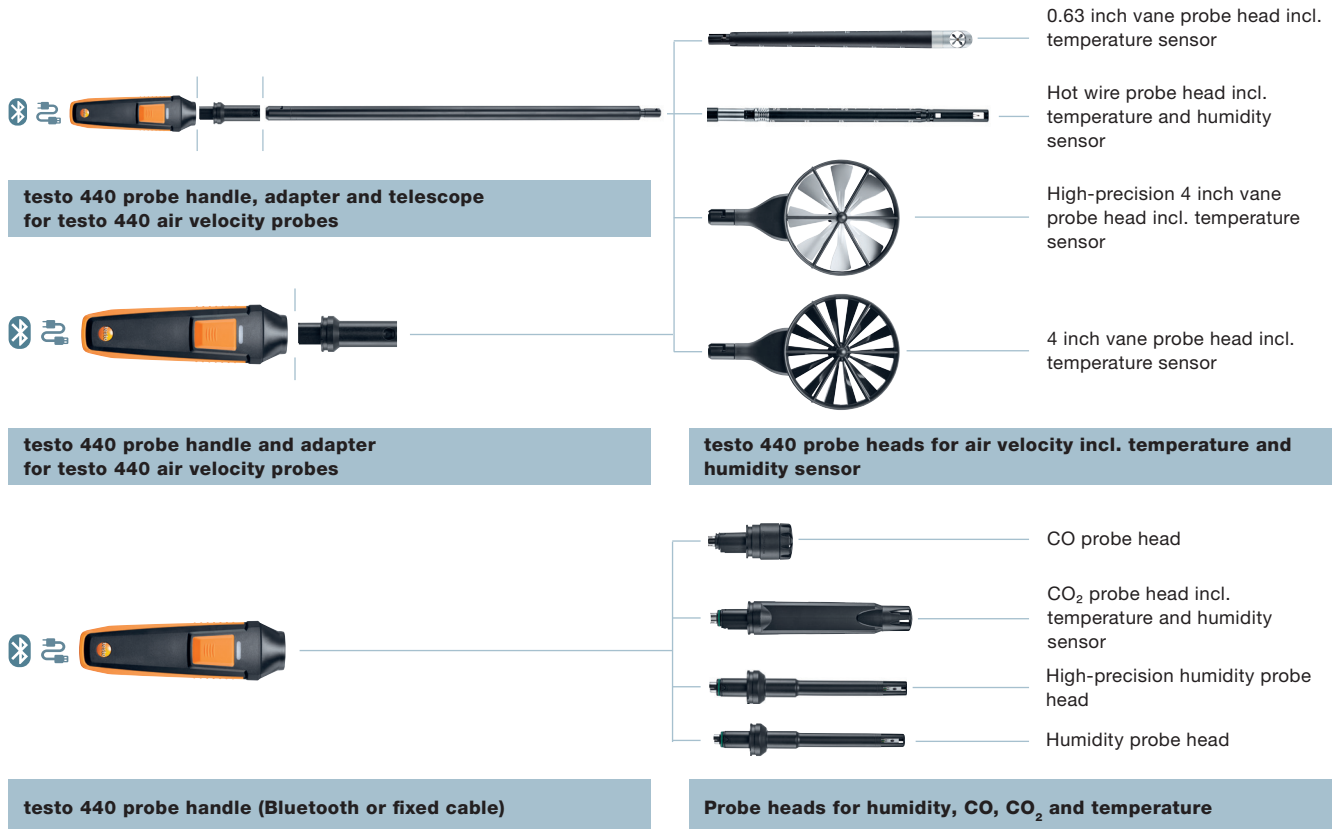 0.63 inch vane probe head incl.
temperature sensor
Hot wire probe head incl.
temperature and humidity
sensor
testo 440 probe handle, adapter and telescope
for testo 440 air velocity probes
High-precision 4 inch vane
probe head incl. temperature
sensor
4 inch vane probe head incl.
temperature sensor
testo 440 probe handle and adapter
for testo 440 air velocity probes
testo 440 probe heads for air velocity incl. temperature and
humidity sensor
CO probe head
CO₂ probe head incl.
temperature and humidity
sensor
High-precision humidity probe
head
Humidity probe head
testo 440 probe handle (Bluetooth or fixed cable)
Probe heads for humidity, CO, CO₂ and temperature